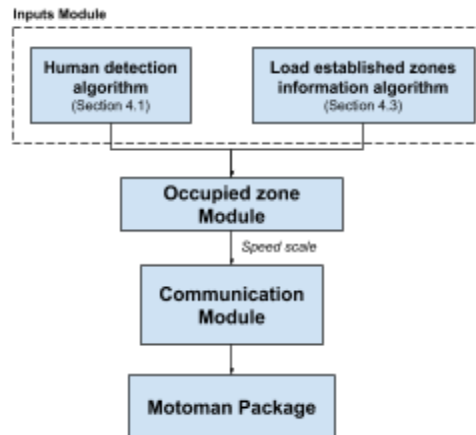 Inputs Module
Human detection
algorithm
(Section 4.1)
Load established zones
information algorithm
(Section 4.3)
Occupied zone
Module
Speed scale
Communication
Module
Motoman Package